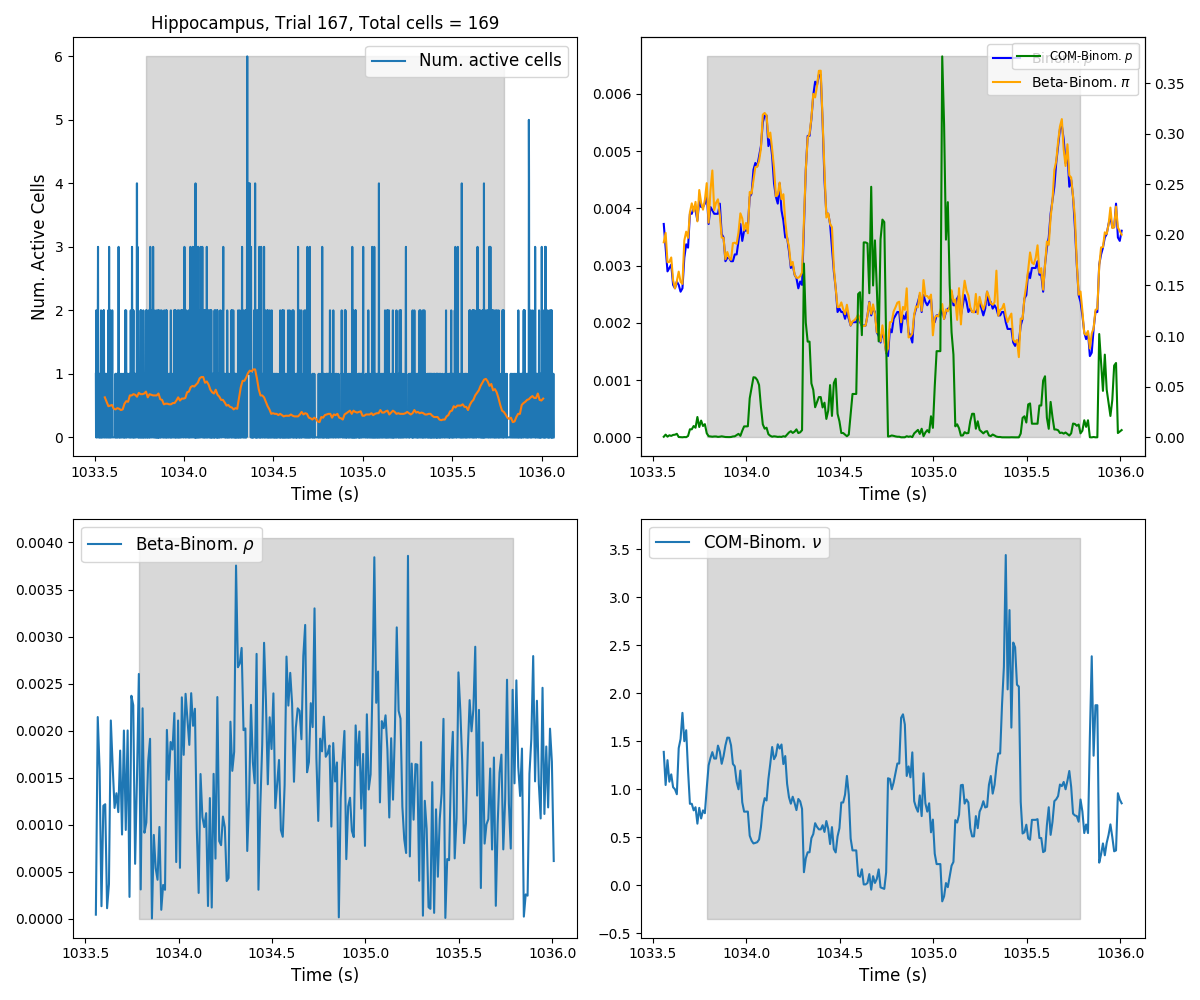 Hippocampus, Trial 167, Total cells = 169
Num. active cells
Num. Active Cells
6
5
4
3
2
1
0
1033.5 1034.0 1034.5 1035.0 1035.5 1036.0
Time (s)
COM-Binom. p
Beta-Binom. π
0.006
0.005
0.004
0.003
0.002
0.001
0.000
0.35
0.30
0.25
0.20
0.15
0.10
0.05
0.00
1033.5 1034.0 1034.5 1035.0 1035.5 1036.0
Time (s)
Beta-Binom. ρ
0.0040
0.0035
0.0030
0.0025
0.0020
0.0015
0.0010
0.0005
0.0000
1033.5 1034.0 1034.5 1035.0 1035.5 1036.0
Time (s)
COM-Binom. ν
3.5
3.0
2.5
2.0
1.5
1.0
0.5
0.0
−0.5
1033.5 1034.0 1034.5 1035.0 1035.5 1036.0
Time (s)